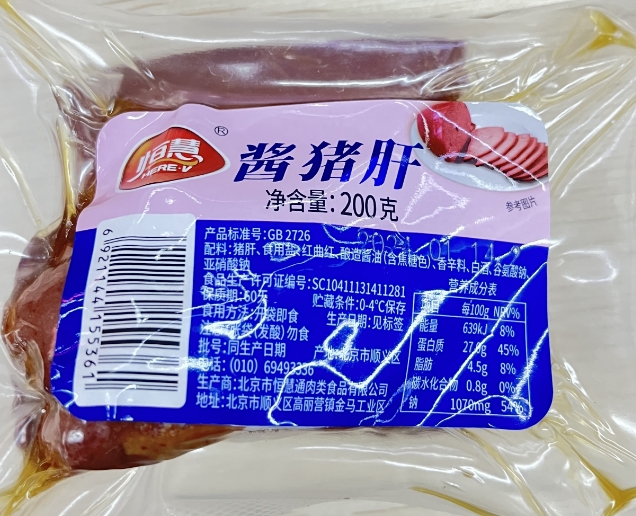 恒慧®
HERE·V
酱猪肝
净含量:200克
参考图片
产品标准号:GB 2726
配料:猪肝、食用盐、红曲红、酿造酱油(含焦糖色)、香辛料、白酒、谷氨酸钠、
亚硝酸钠
食品生产许可证编号:SC10411131411281
保质期:60天 贮藏条件:0-4℃保存
食用方法:开袋即食 生产日期:见标签
胀袋(发酸)勿食
批号:同生产日期 产地:北京市顺义区
电话:(010) 69493336
生产商:北京市恒慧通肉类食品有限公司
地址:北京市顺义区高丽营镇金马工业区
营养成分表
项目 每100g NRV%
能量 639kJ 8%
蛋白质 27.0g 45%
脂肪 4.5g 8%
碳水化合物 0.8g 0%
钠 1070mg 54%
6921144155361